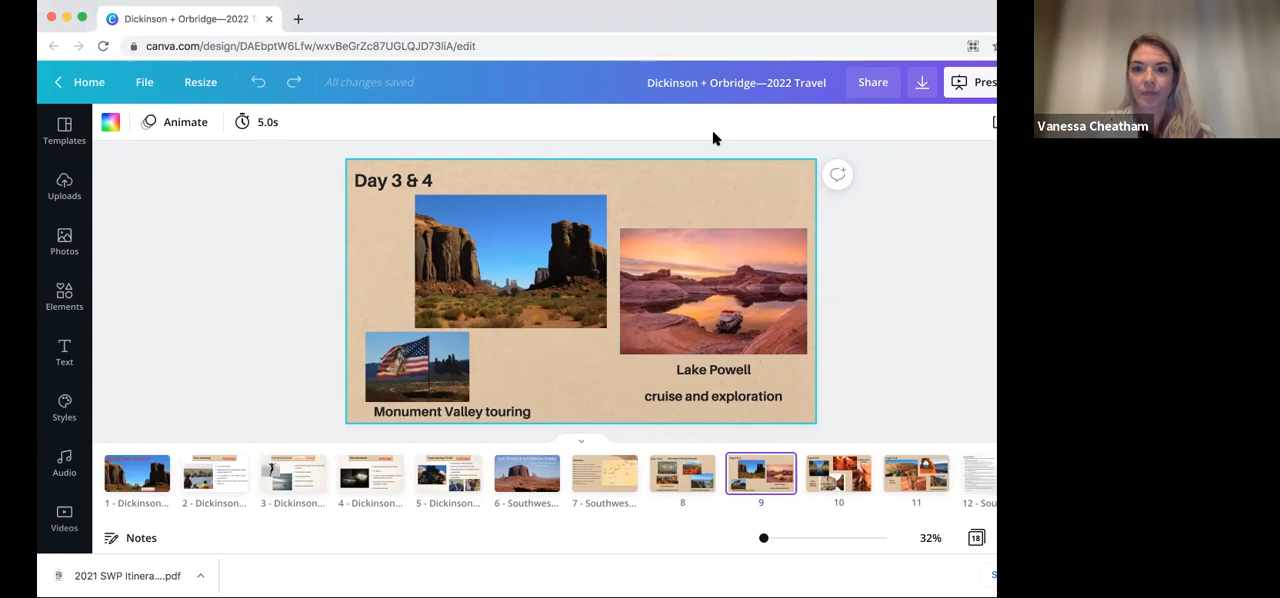 Dickinson + Orbridge—2022 T
canva.com/design/DAEbptW6Lfw/wxvBeGrZc87UGLQJD73liA/edit
Home
File
Resize
All changes saved
Dickinson + Orbridge—2022 Travel
Share
Pres
Animate
5.0s
Templates
Uploads
Photos
Elements
Text
Styles
Audio
Videos
Day 3 & 4
Monument Valley touring
Lake Powell
cruise and exploration
1 - Dickinson...
2 - Dickinson...
3 - Dickinson...
4 - Dickinson...
5 - Dickinson...
6 - Southwes...
7 - Southwes...
8
9
10
11
12 - Sou
Notes
32%
18
2021 SWP Itinera....pdf
S
Vanessa Cheatham